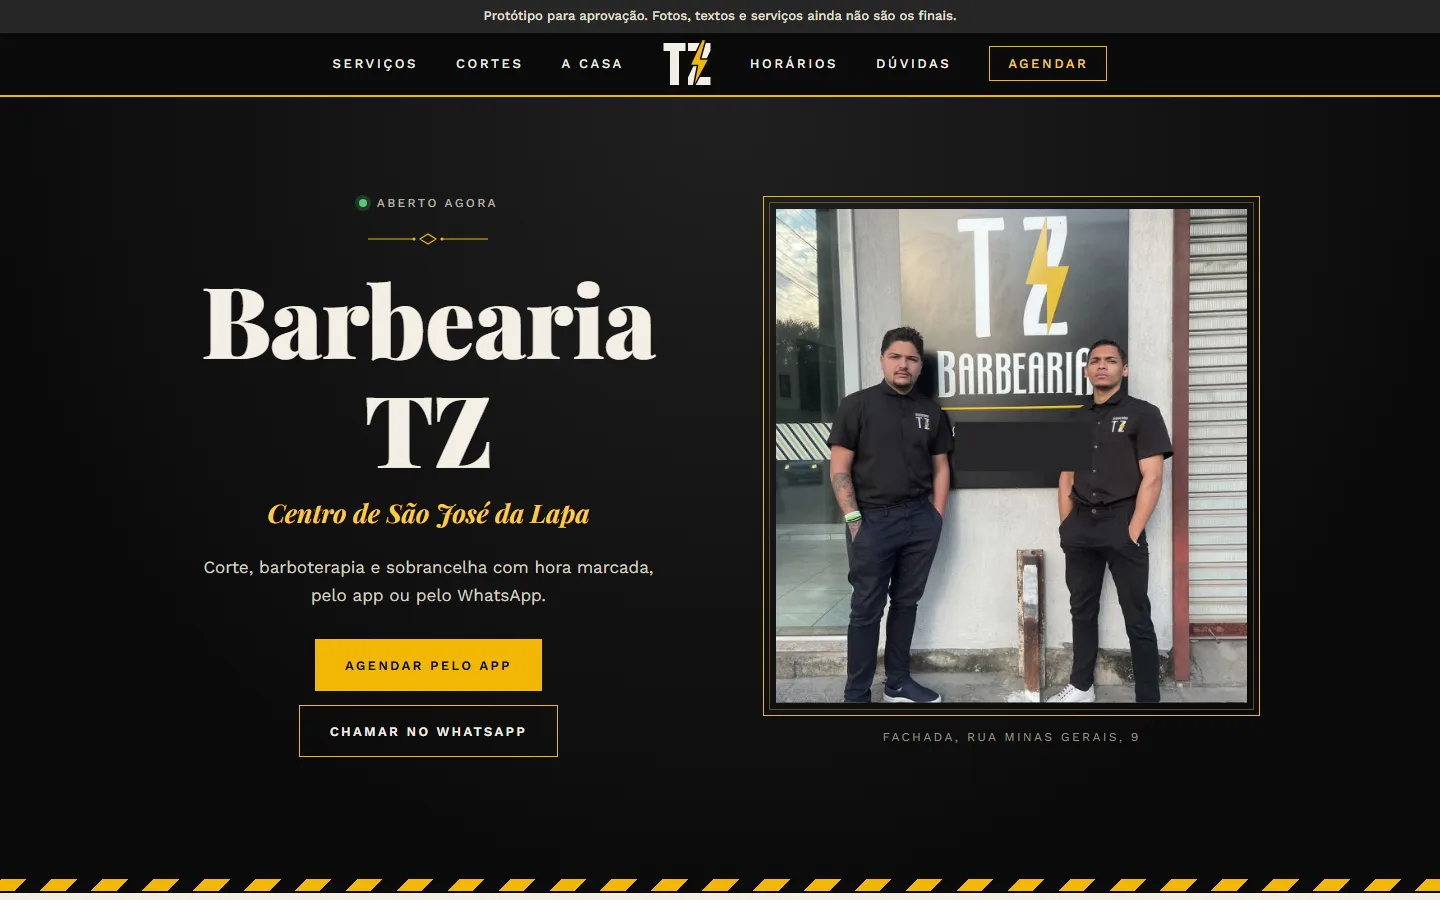 Protótipo para aprovação. Fotos, textos e serviços ainda não são os finais.
SERVIÇOS CORTES A CASA TZ HORÁRIOS DÚVIDAS AGENDAR
ABERTO AGORA
Barbearia
TZ
Centro de São José da Lapa
Corte, barboterapia e sobrancelha com hora marcada,
pelo app ou pelo WhatsApp.
AGENDAR PELO APP
CHAMAR NO WHATSAPP
TZ
BARBEARIA
TZ
TZ
FACHADA, RUA MINAS GERAIS, 9